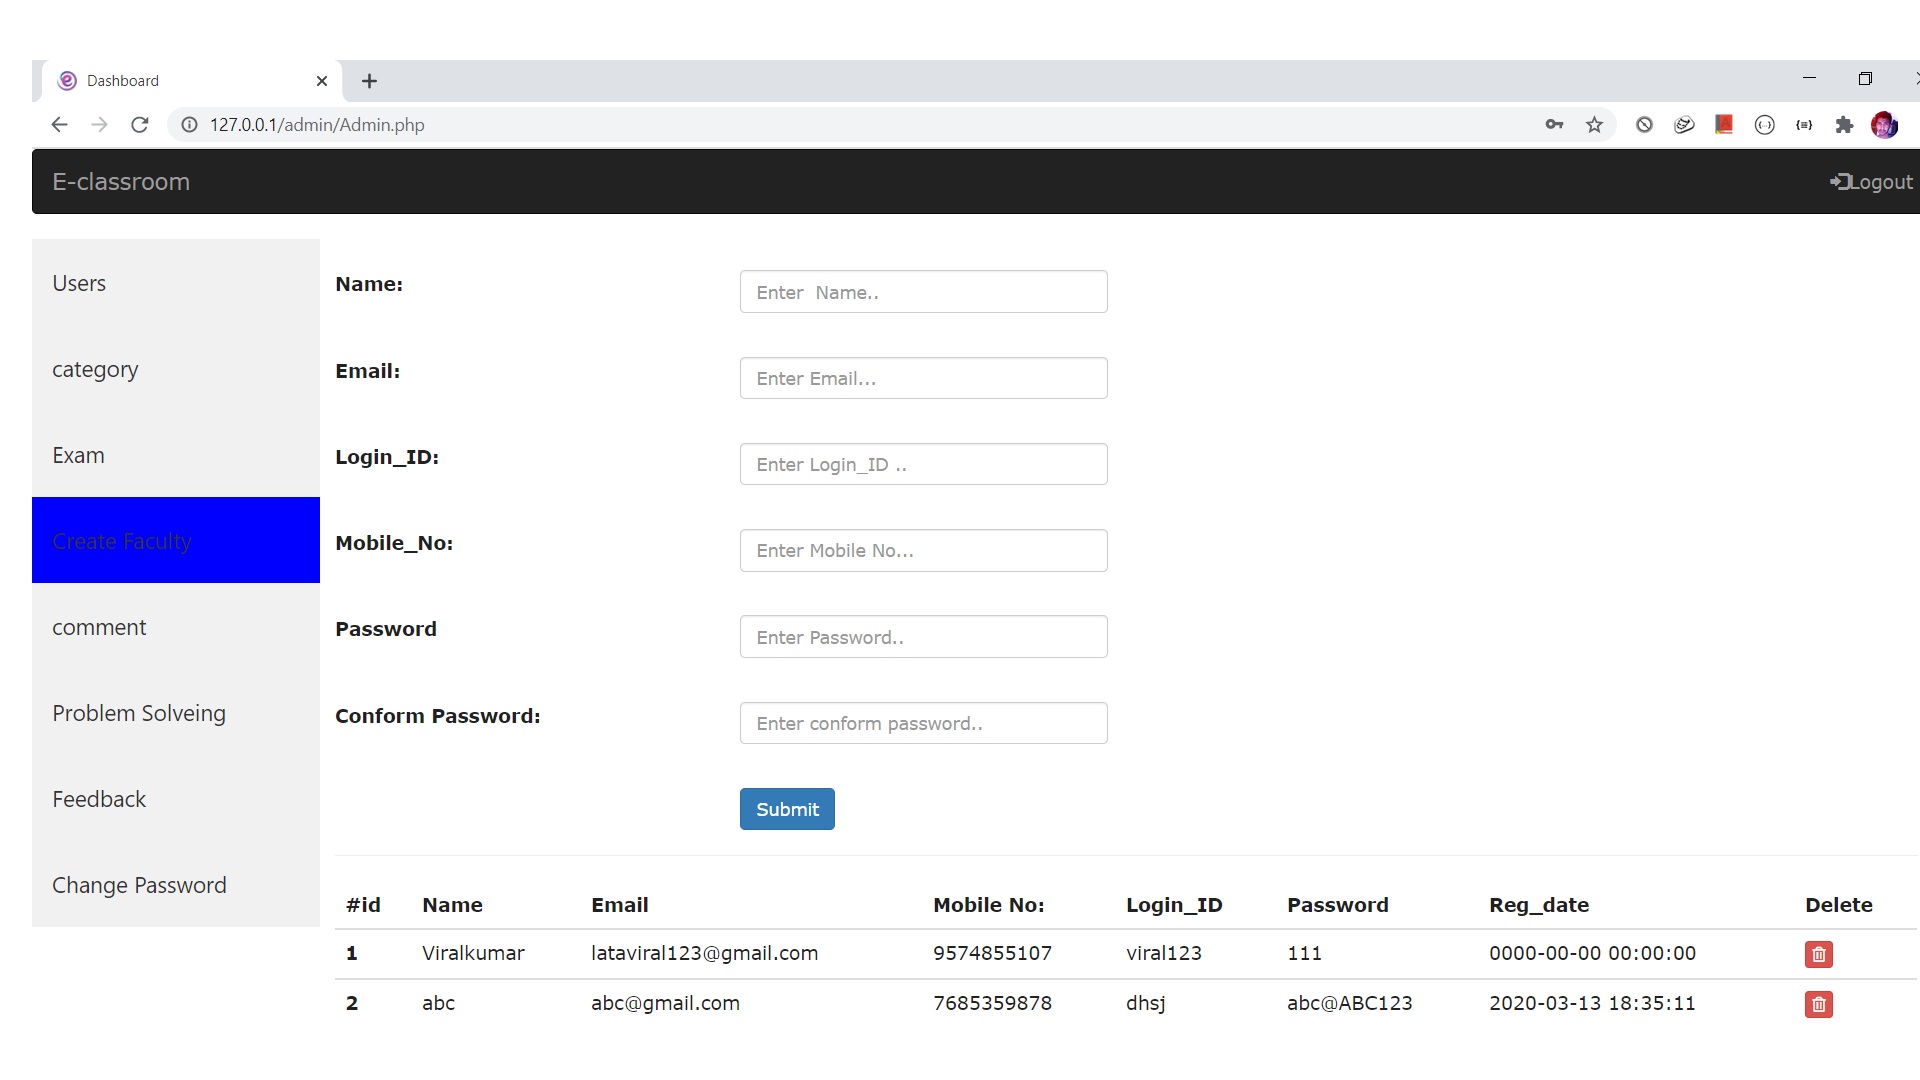 Dashboard
127.0.0.1/admin/Admin.php
E-classroom
Logout
Users
category
Exam
Create Faculty
comment
Problem Solveing
Feedback
Change Password
Name:
Enter  Name..
Email:
Enter Email...
Login_ID:
Enter Login_ID ..
Mobile_No:
Enter Mobile No...
Password
Enter Password..
Conform Password:
Enter conform password..
Submit
#id Name Email Mobile No: Login_ID Password Reg_date Delete
1 Viralkumar lataviral123@gmail.com 9574855107 viral123 111 0000-00-00 00:00:00
2 abc abc@gmail.com 7685359878 dhsj abc@ABC123 2020-03-13 18:35:11